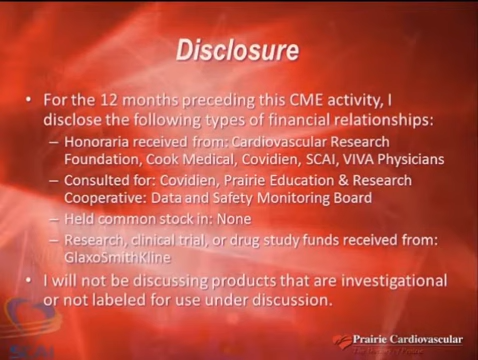 Disclosure
• For the 12 months preceding this CME activity, I
disclose the following types of financial relationships:
– Honoraria received from: Cardiovascular Research
Foundation, Cook Medical, Covidien, SCAI, VIVA Physicians
– Consulted for: Covidien, Prairie Education & Research
Cooperative: Data and Safety Monitoring Board
– Held common stock in: None
– Research, clinical trial, or drug study funds received from:
GlaxoSmithKline
• I will not be discussing products that are investigational
or not labeled for use under discussion.
Prairie Cardiovascular